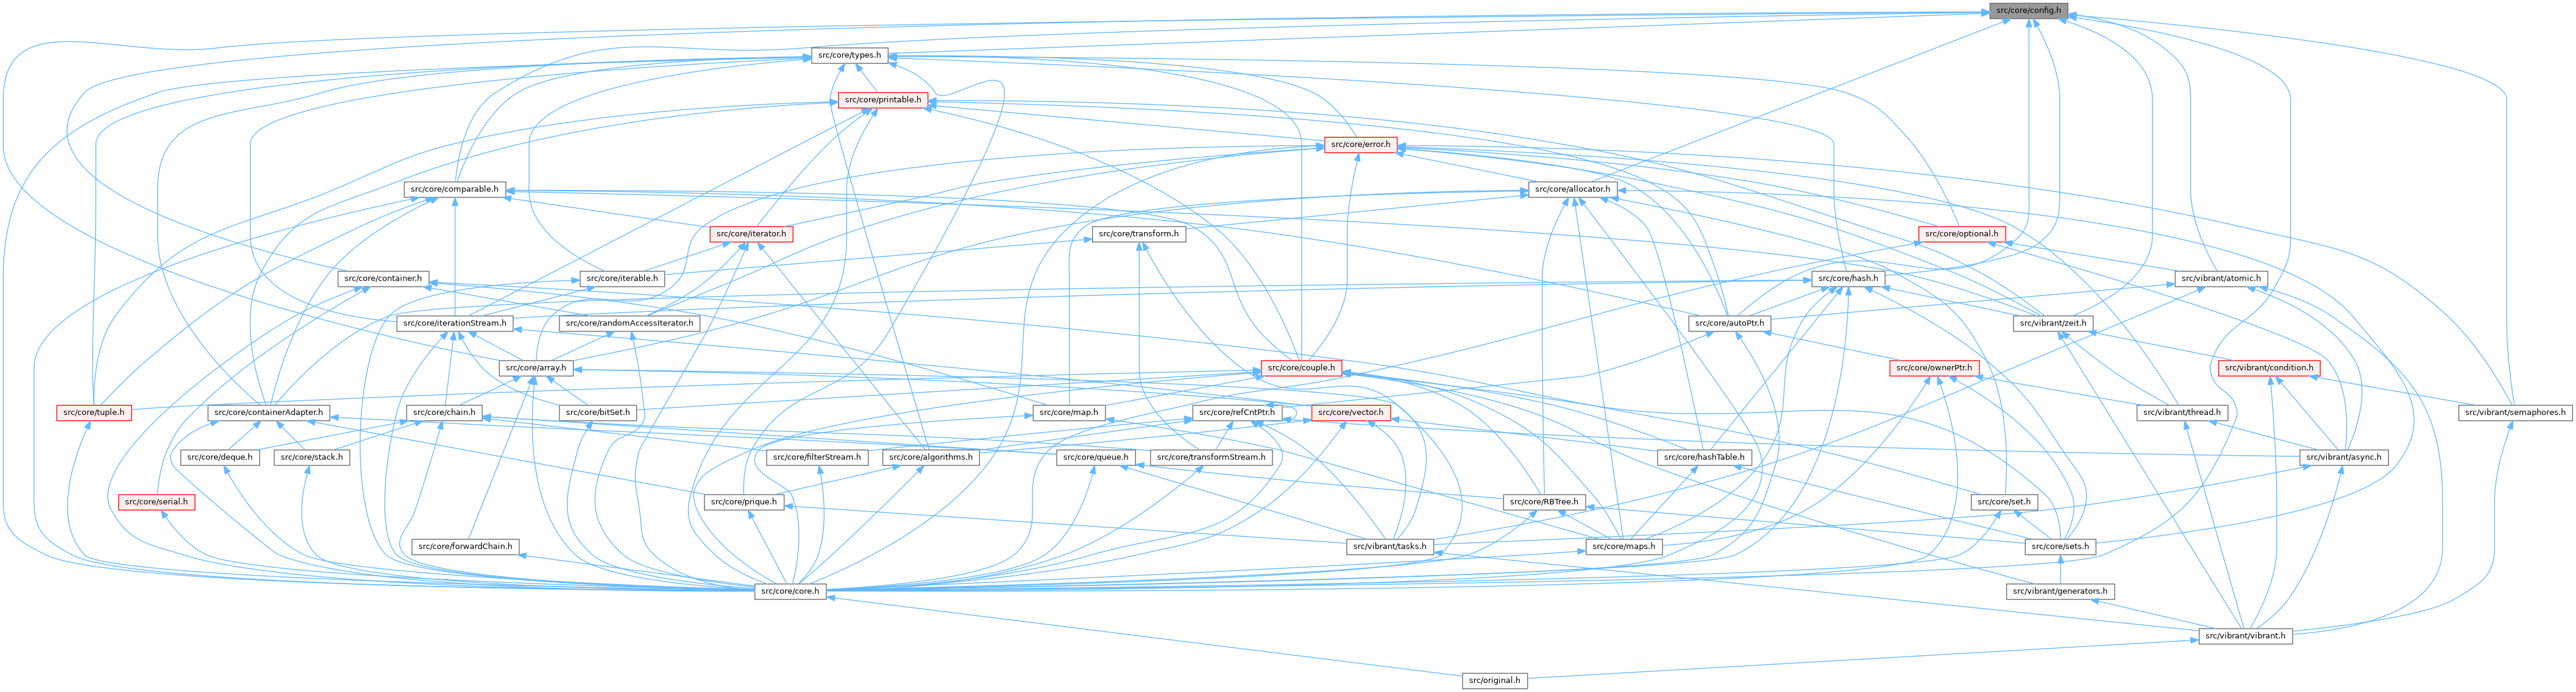 src/core/config.h
src/core/types.h
src/core/printable.h
src/core/error.h
src/core/comparable.h
src/core/allocator.h
src/core/iterator.h
src/core/transform.h
src/core/optional.h
src/core/container.h
src/core/iterable.h
src/core/hash.h
src/vibrant/atomic.h
src/core/iterationStream.h
src/core/randomAccessIterator.h
src/core/autoPtr.h
src/vibrant/zeit.h
src/core/array.h
src/core/couple.h
src/core/ownerPtr.h
src/vibrant/condition.h
src/core/tuple.h
src/core/containerAdapter.h
src/core/chain.h
src/core/bitSet.h
src/core/map.h
src/core/refCntPtr.h
src/core/vector.h
src/vibrant/thread.h
src/vibrant/semaphores.h
src/core/deque.h
src/core/stack.h
src/core/filterStream.h
src/core/algorithms.h
src/core/queue.h
src/core/transformStream.h
src/core/hashTable.h
src/vibrant/async.h
src/core/serial.h
src/core/prique.h
src/core/RBTree.h
src/core/set.h
src/core/forwardChain.h
src/vibrant/tasks.h
src/core/maps.h
src/core/sets.h
src/core/core.h
src/vibrant/generators.h
src/vibrant/vibrant.h
src/original.h